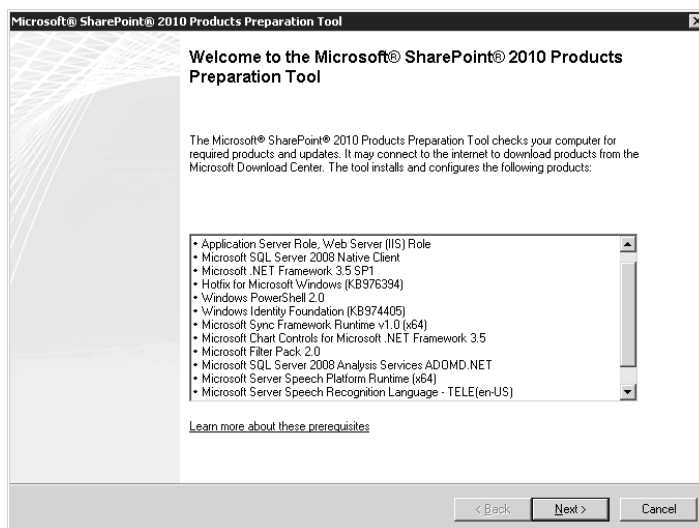 Microsoft® SharePoint® 2010 Products Preparation Tool
Welcome to the Microsoft® SharePoint® 2010 Products
Preparation Tool
The Microsoft® SharePoint® 2010 Products Preparation Tool checks your computer for
required products and updates. It may connect to the internet to download products from the
Microsoft Download Center. The tool installs and configures the following products:
• Application Server Role, Web Server (IIS) Role
• Microsoft SQL Server 2008 Native Client
• Microsoft .NET Framework 3.5 SP1
• Hotfix for Microsoft Windows (KB976394)
• Windows PowerShell 2.0
• Windows Identity Foundation (KB974405)
• Microsoft Sync Framework Runtime v1.0 (x64)
• Microsoft Chart Controls for Microsoft .NET Framework 3.5
• Microsoft Filter Pack 2.0
• Microsoft SQL Server 2008 Analysis Services ADOMD.NET
• Microsoft Server Speech Platform Runtime (x64)
• Microsoft Server Speech Recognition Language - TELE(en-US)
Learn more about these prerequisites
< Back
Next >
Cancel